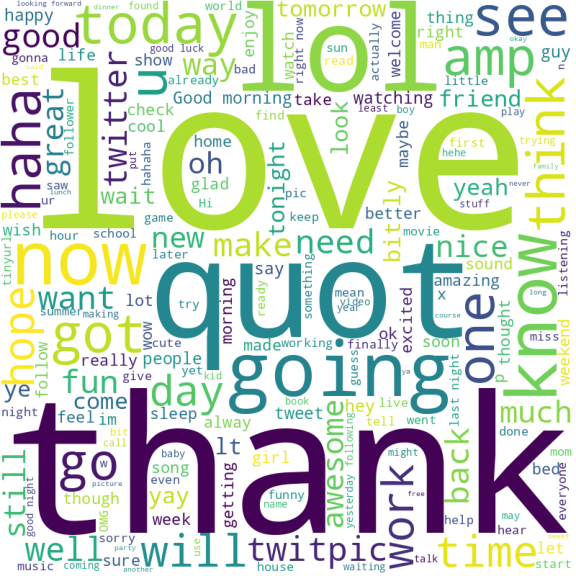 happy
gonna
looking forward
dinner
found
world
tomorrow
okay
see
thing
right
man
guy
n
good
life
best
said
today
show
good luck
bad
already
Good morning
lol
enjoy
watch
right now
sun
read
actually
welcome
amp
little
least
boy
play
take
watching
friend
haha
great
follower
saw
ur
lunch
please
twitter
check
cool
put
hahaha
u
way
home
oh
glad
Hi
find
look
tonight
pic
keep
maybe
hehe
first
trying
family
never
think
love
wait
wish
hour
school
tinyurl
game
later
new
make
need
bitly
better
movie
yeah
stuff
nice
sound
know
listening
now
want
summer
making
lot
wow
cute
yet
morning
say
try
ready
something
mean
video
year
quot
ok
x
amazing
course
long
hope
follow
got
really
people
give
kid
made
working
finally
guess
excited
soon
p
thought
one
miss
weekend
ye
night
fun
day
going
ya
feel
im
come
sleep
tweet
book
hey
live
tell
went
last night
much
done
mom
bit
call
baby
alway
lt
girl
awesome
yesterday
following
thank
still
good night
go
w
picture
though
OMG
yay
even
song
week
getting
funny
name
work
might
free
back
help
may
hear
bed
everyone
music
well
coming
sorry
sure
party
another
will
use
twitpic
house
waiting
talk
time
let
start
sweet